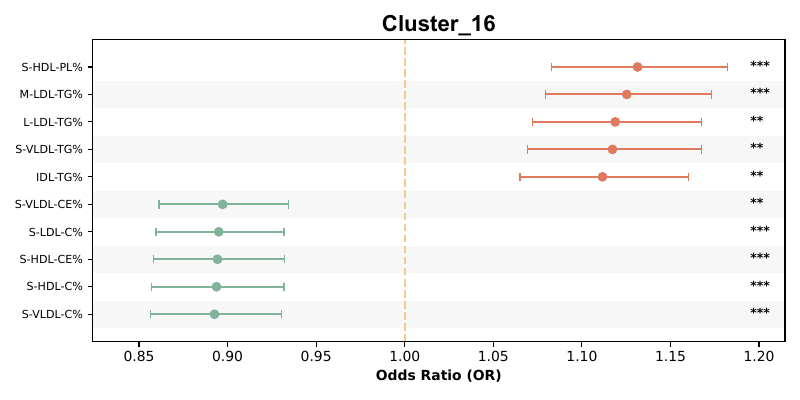 Cluster_16
S-HDL-PL% ***
M-LDL-TG% ***
L-LDL-TG% **
S-VLDL-TG% **
IDL-TG% **
S-VLDL-CE% **
S-LDL-C% ***
S-HDL-CE% ***
S-HDL-C% ***
S-VLDL-C% ***
0.85 0.90 0.95 1.00 1.05 1.10 1.15 1.20
Odds Ratio (OR)